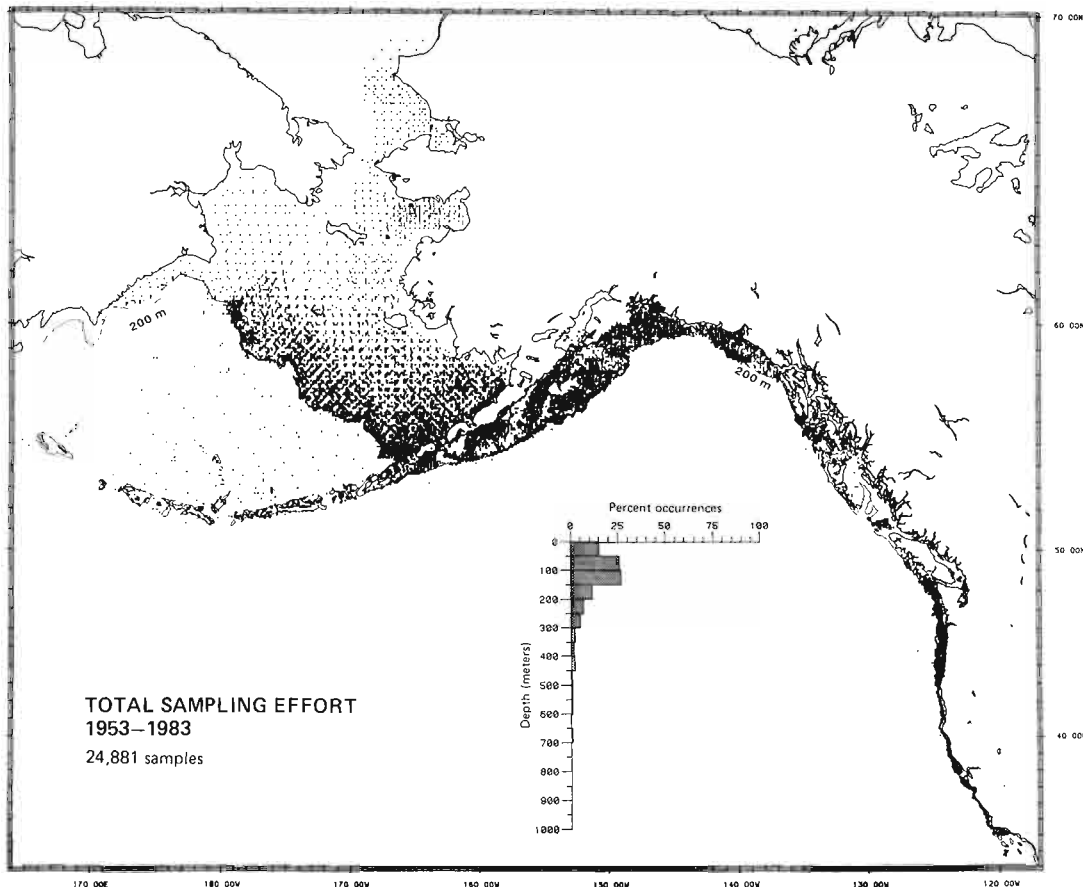 70 00N
200 m
60 00N
200 m
Percent occurrences
0 25 50 75 100
50 00N
Depth (meters)
0
100
200
300
400
500
600
700
800
900
1000
TOTAL SAMPLING EFFORT
1953–1983
24,881 samples
40 00N
170 00E 180 00W 170 00W 160 00W 150 00W 140 00W 130 00W 120 00W